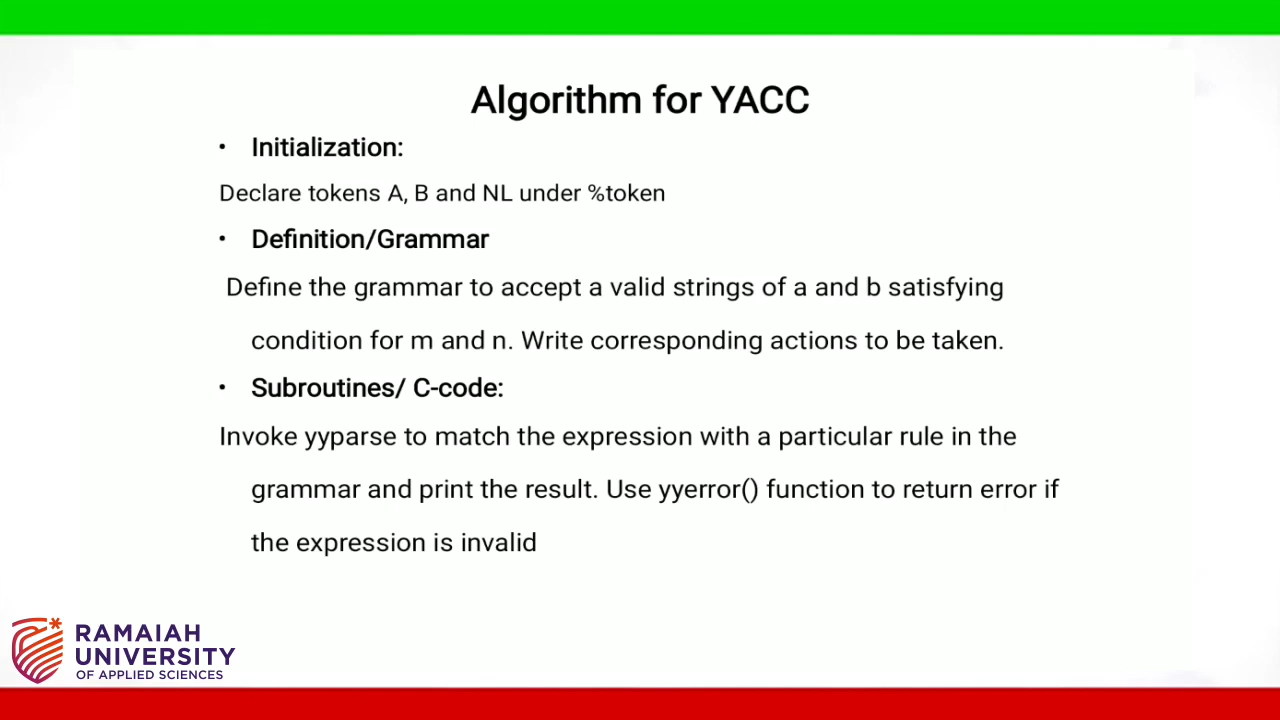 Algorithm for YACC
• Initialization:
Declare tokens A, B and NL under %token
• Definition/Grammar
Define the grammar to accept a valid strings of a and b satisfying
condition for m and n. Write corresponding actions to be taken.
• Subroutines/ C-code:
Invoke yyparse to match the expression with a particular rule in the
grammar and print the result. Use yyerror() function to return error if
the expression is invalid
RAMAIAH
UNIVERSITY
OF APPLIED SCIENCES